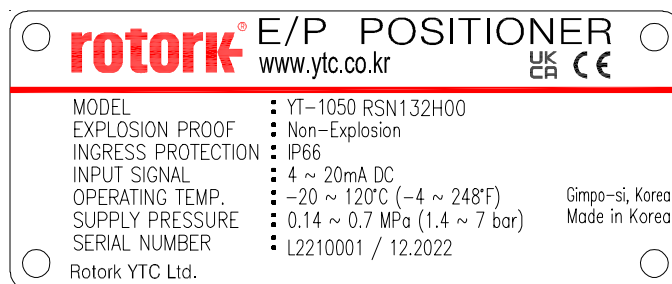 rotork® E/P POSITIONER
www.ytc.co.kr UK CA CE
MODEL : YT-1050 RSN132H00
EXPLOSION PROOF : Non-Explosion
INGRESS PROTECTION : IP66
INPUT SIGNAL : 4 ~ 20mA DC
OPERATING TEMP. : -20 ~ 120°C (-4 ~ 248°F) Gimpo-si, Korea
SUPPLY PRESSURE : 0.14 ~ 0.7 MPa (1.4 ~ 7 bar) Made in Korea
SERIAL NUMBER : L2210001 / 12.2022
Rotork YTC Ltd.